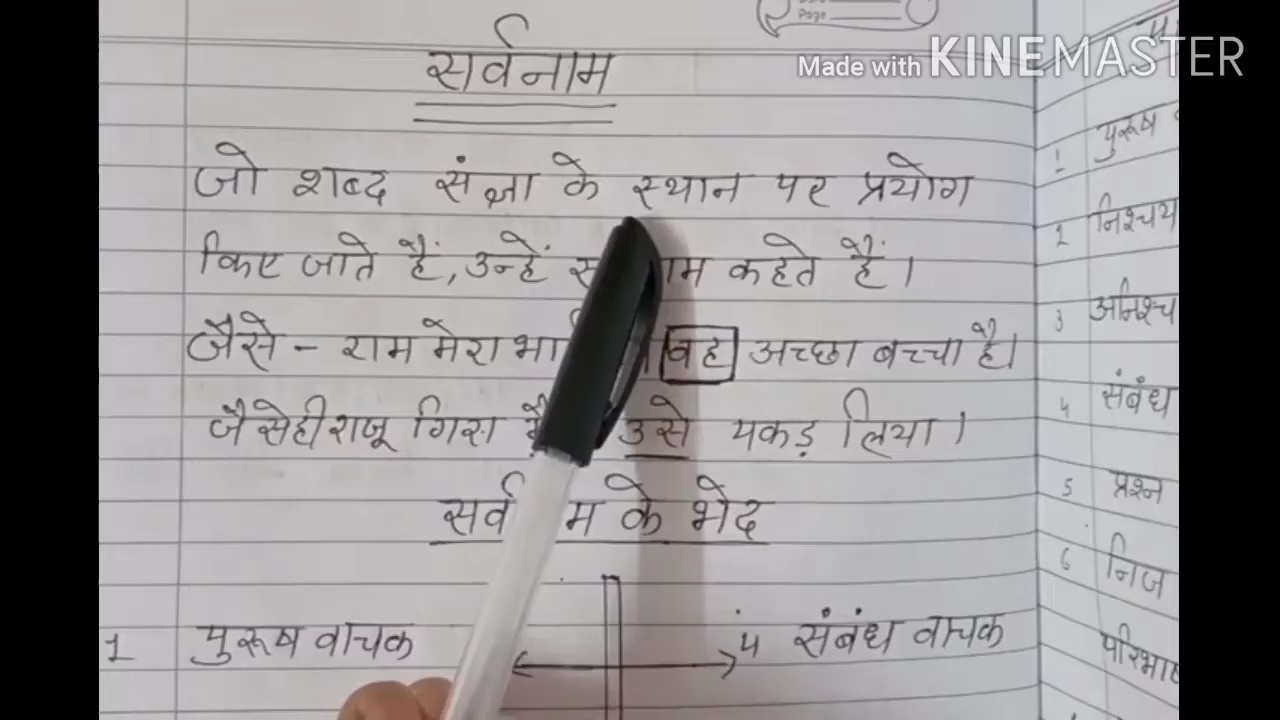 Page
Made with KINEMASTER
सर्वनाम
जो शब्द संज्ञा के स्थान पर प्रयोग
किए जाते हैं, उन्हें कहते हैं।
जैसे - राम मेरा वह अच्छा बच्चा है।
जैसे ही राजू गिरा उसे पकड़ लिया।
के भेद
1 पुरूष वाचक
4 संबंध वाचक
1 पुरूष
2 निश्चय
3 अनिश्च
4 संबंध
5 प्रश्न
6 निज
परिभाष